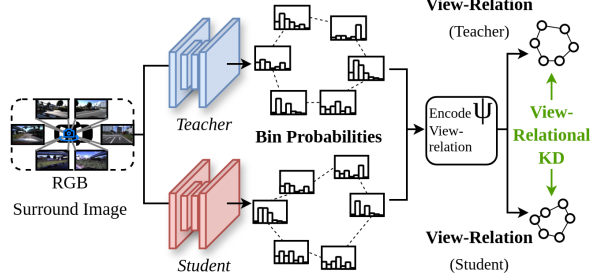 View-Relation
(Teacher)
Teacher
Bin Probabilities
Encode Ψ
View-
relation
View-
Relational
KD
RGB
Surround Image
Student
View-Relation
(Student)